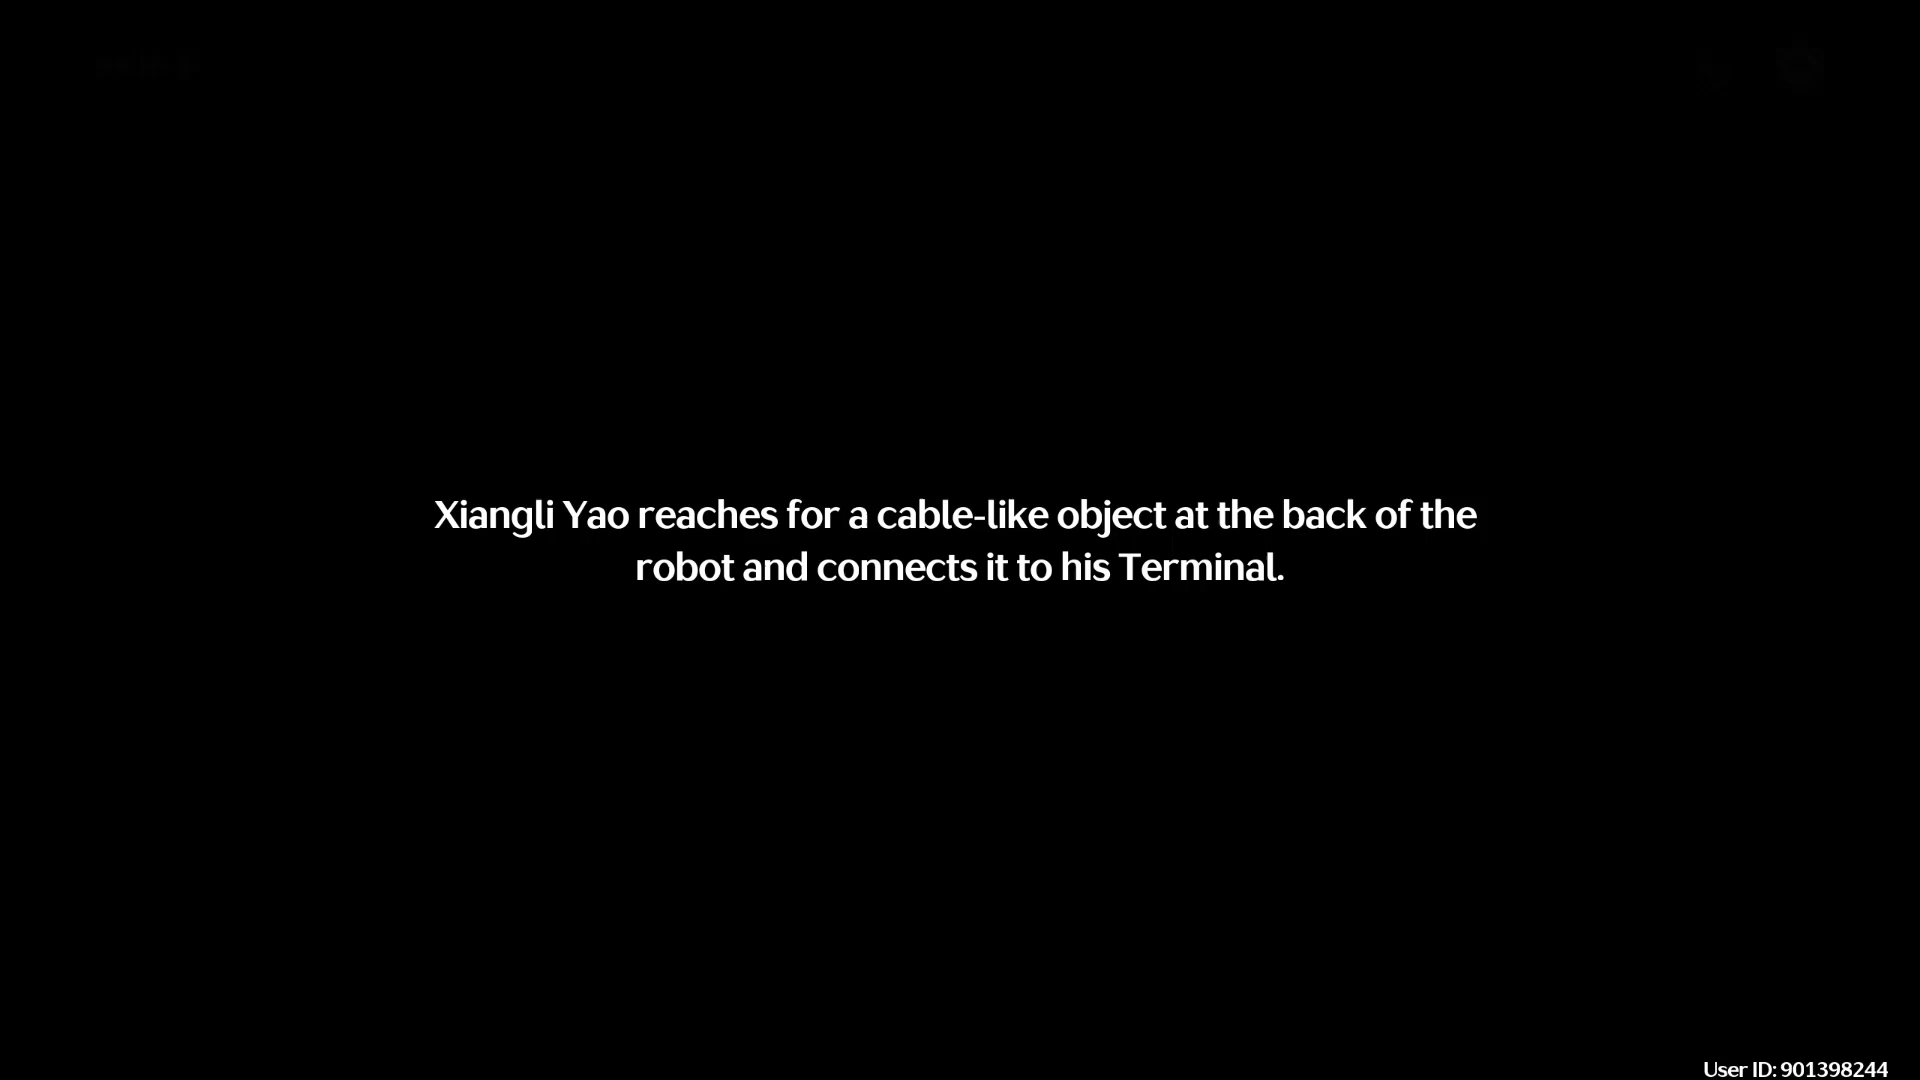 Xiangli Yao reaches for a cable-like object at the back of the
robot and connects it to his Terminal.
User ID: 901398244